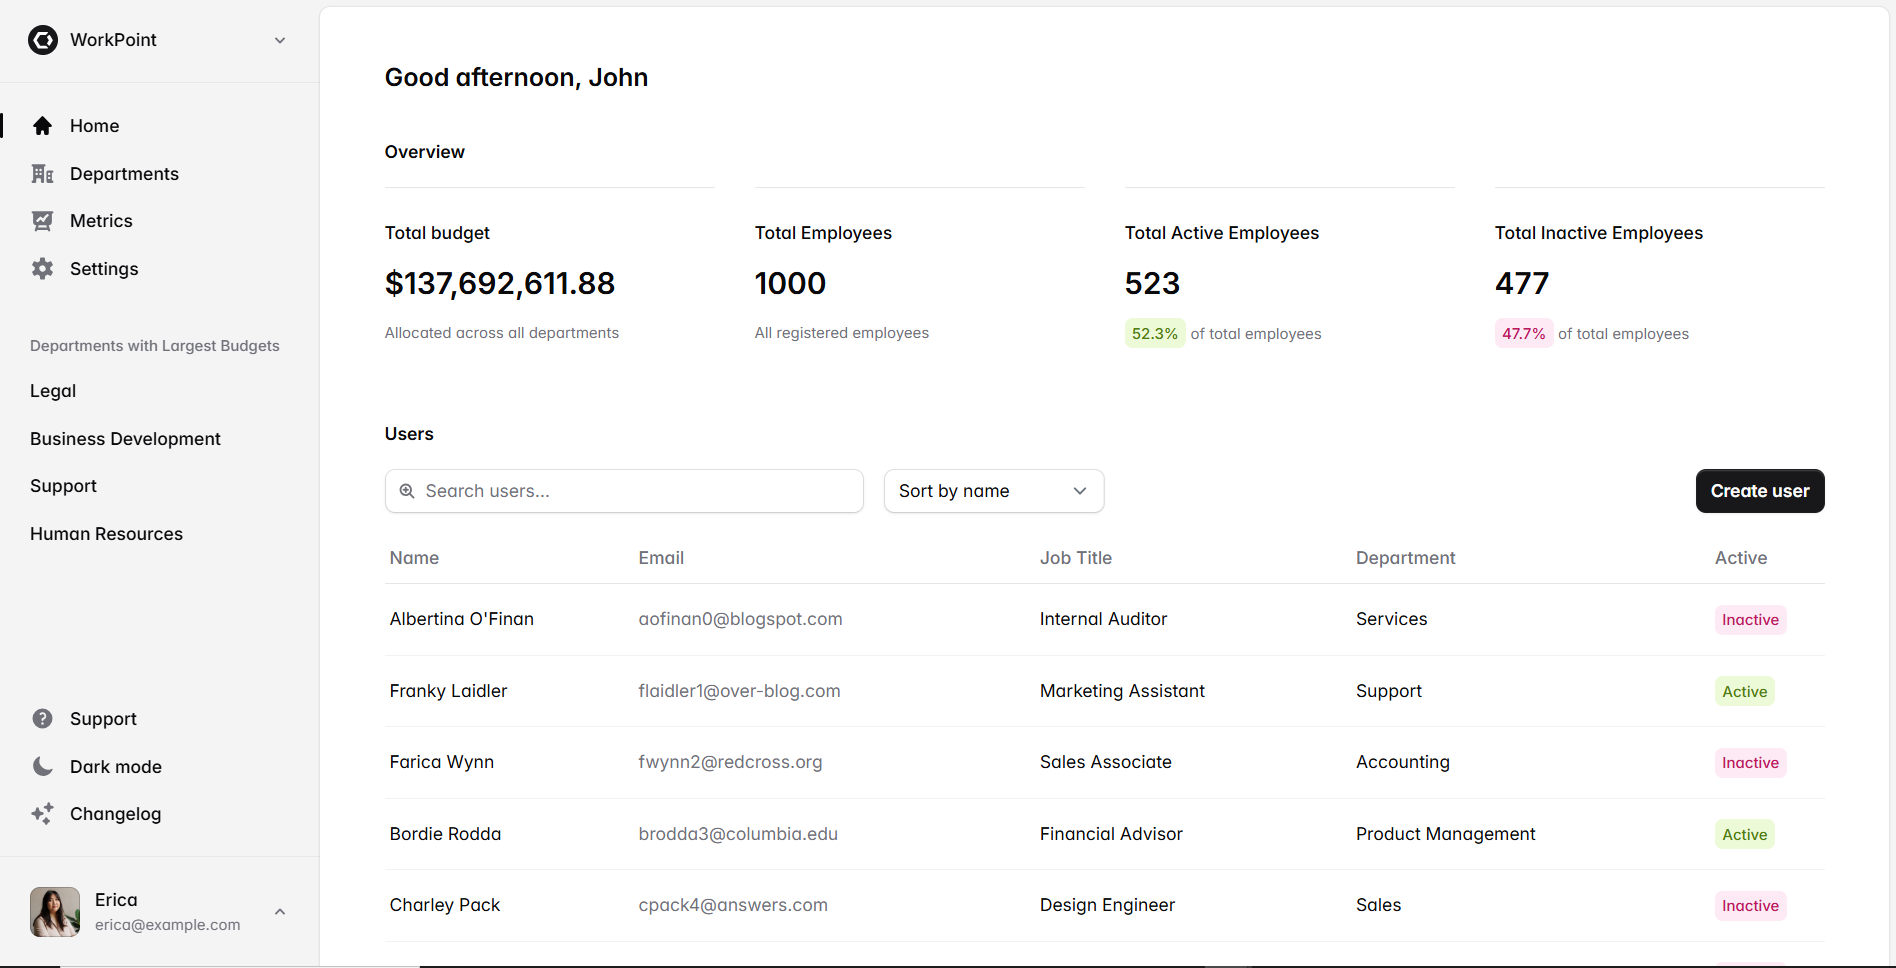 WorkPoint
Home
Departments
Metrics
Settings
Departments with Largest Budgets
Legal
Business Development
Support
Human Resources
Support
Dark mode
Changelog
Erica
erica@example.com
Good afternoon, John
Overview
Total budget
$137,692,611.88
Allocated across all departments
Total Employees
1000
All registered employees
Total Active Employees
523
52.3% of total employees
Total Inactive Employees
477
47.7% of total employees
Users
Search users... Sort by name Create user
Name Email Job Title Department Active
Albertina O'Finan aofinan0@blogspot.com Internal Auditor Services Inactive
Franky Laidler flaidler1@over-blog.com Marketing Assistant Support Active
Farica Wynn fwynn2@redcross.org Sales Associate Accounting Inactive
Bordie Rodda brodda3@columbia.edu Financial Advisor Product Management Active
Charley Pack cpack4@answers.com Design Engineer Sales Inactive